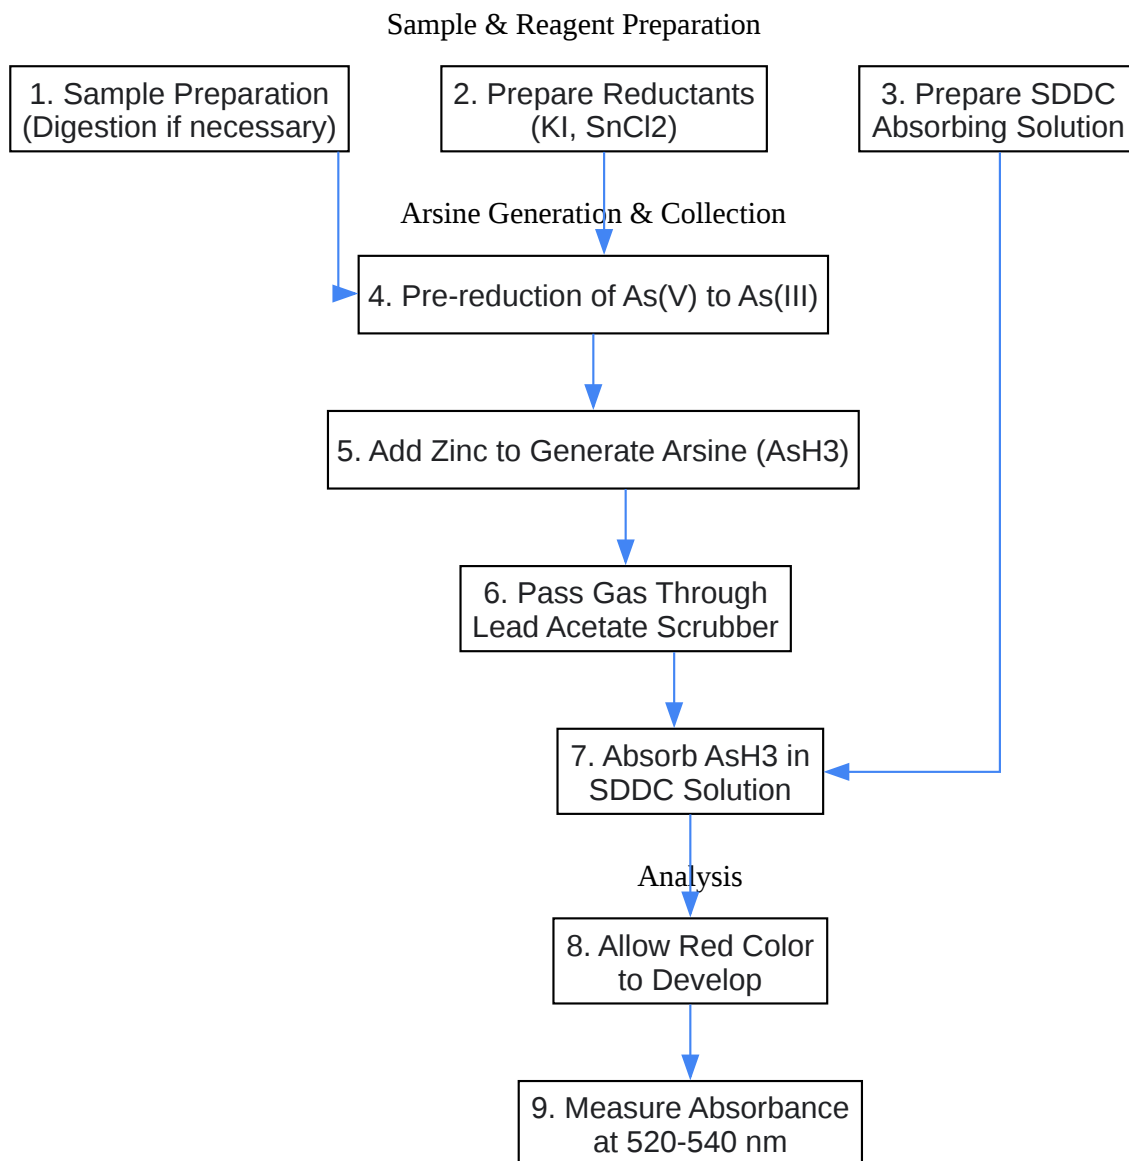 Sample & Reagent Preparation
1. Sample Preparation
(Digestion if necessary)
2. Prepare Reductants
(KI, SnCl2)
3. Prepare SDDC
Absorbing Solution
Arsine Generation & Collection
4. Pre-reduction of As(V) to As(III)
5. Add Zinc to Generate Arsine (AsH3)
6. Pass Gas Through
Lead Acetate Scrubber
7. Absorb AsH3 in
SDDC Solution
Analysis
8. Allow Red Color
to Develop
9. Measure Absorbance
at 520-540 nm